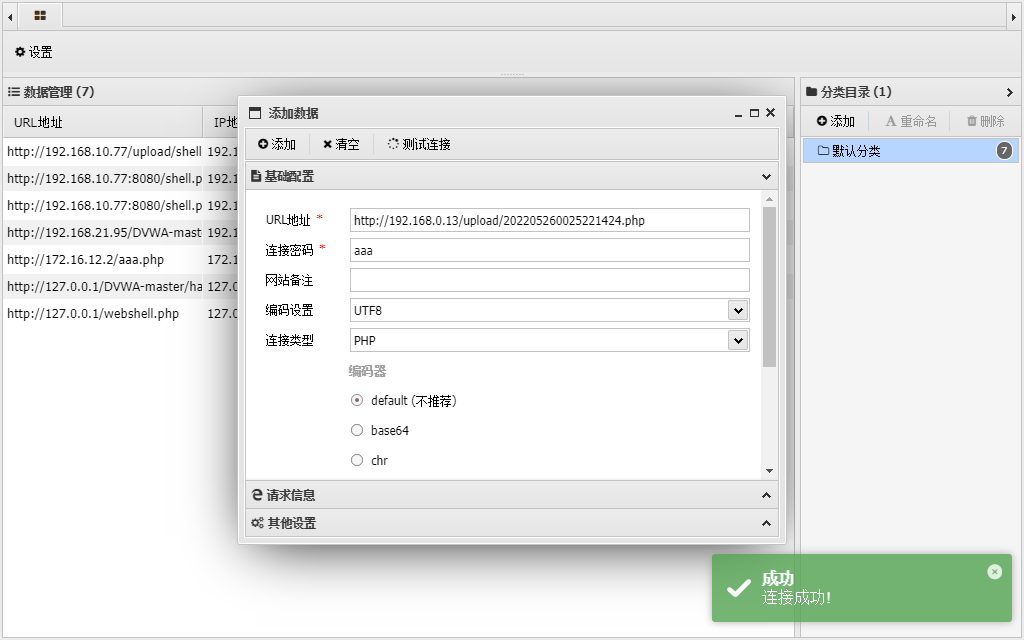 设置
数据管理 (7)
URL地址
IP地
http://192.168.10.77/upload/shell
192.1
http://192.168.10.77:8080/shell.p
192.1
http://192.168.10.77:8080/shell.p
192.1
http://192.168.21.95/DVWA-mast
192.1
http://172.16.12.2/aaa.php
172.1
http://127.0.0.1/DVWA-master/ha
127.0
http://127.0.0.1/webshell.php
127.0
添加数据
添加
清空
测试连接
基础配置
URL地址 *
http://192.168.0.13/upload/202205260025221424.php
连接密码 *
aaa
网站备注
编码设置
UTF8
连接类型
PHP
编码器
default (不推荐)
base64
chr
请求信息
其他设置
分类目录 (1)
添加
重命名
删除
默认分类
7
成功
连接成功!